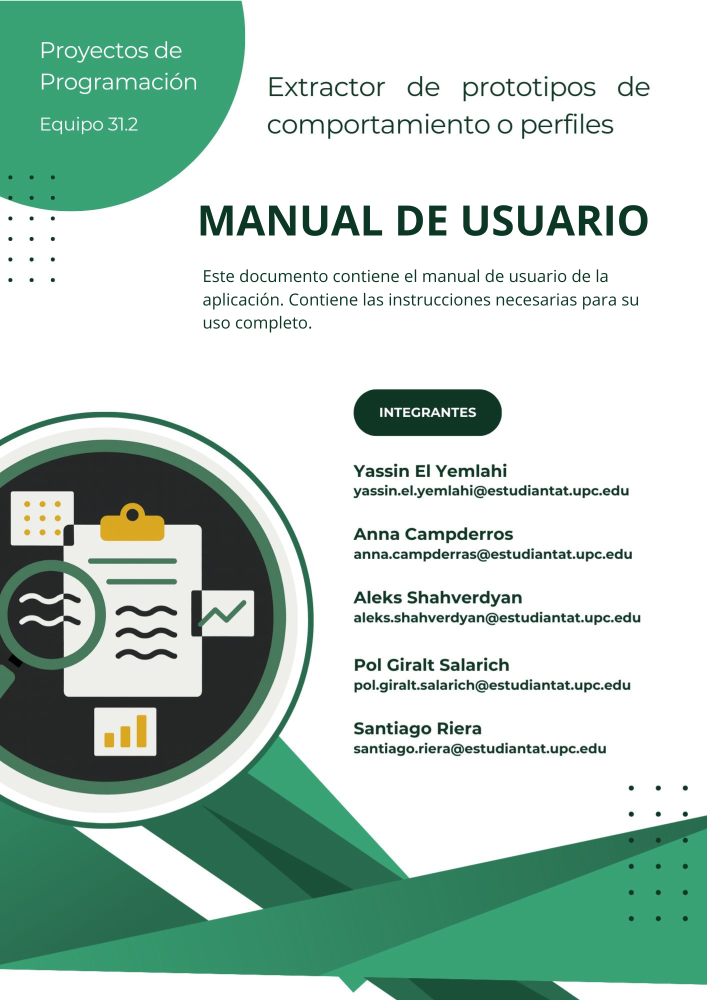 Proyectos de
Programación
Equipo 31.2
Extractor de prototipos de
comportamiento o perfiles
MANUAL DE USUARIO
Este documento contiene el manual de usuario de la
aplicación. Contiene las instrucciones necesarias para su
uso completo.
INTEGRANTES
Yassin El Yemlahi
yassin.el.yemlahi@estudiantat.upc.edu
Anna Campderros
anna.campderras@estudiantat.upc.edu
Aleks Shahverdyan
aleks.shahverdyan@estudiantat.upc.edu
Pol Giralt Salarich
pol.giralt.salarich@estudiantat.upc.edu
Santiago Riera
santiago.riera@estudiantat.upc.edu